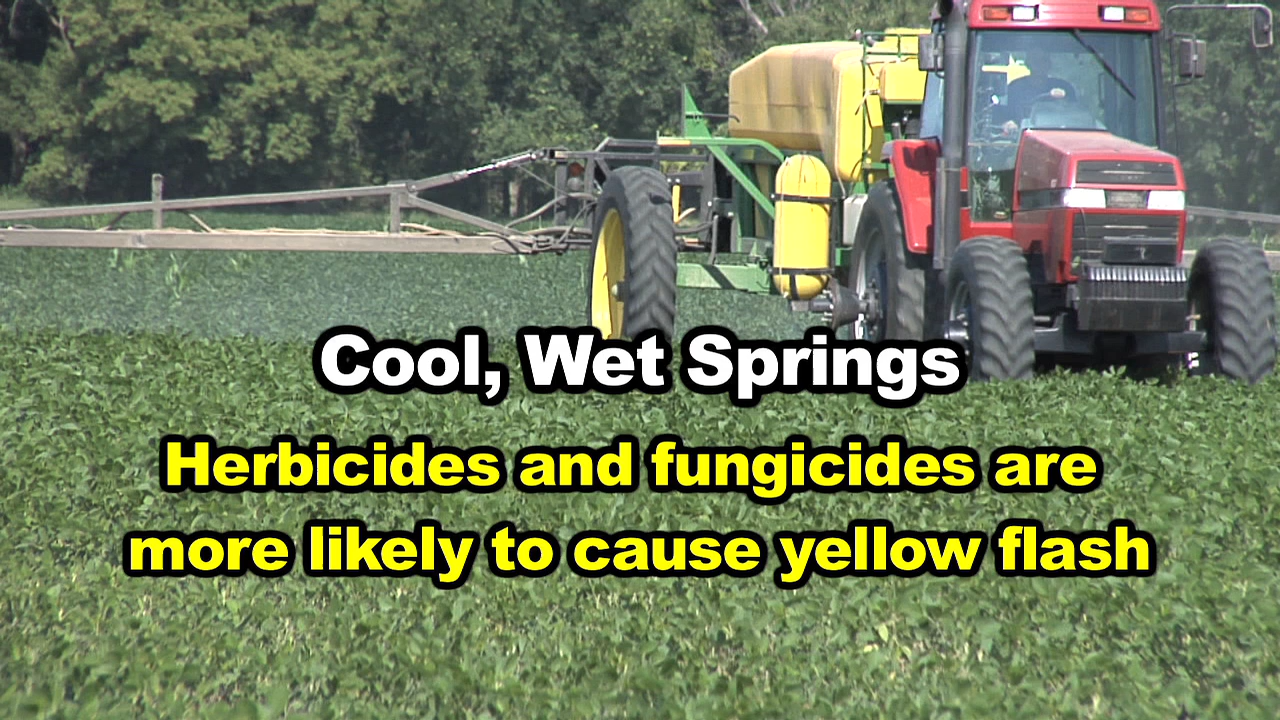 Cool, Wet Springs
Herbicides and fungicides are
more likely to cause yellow flash